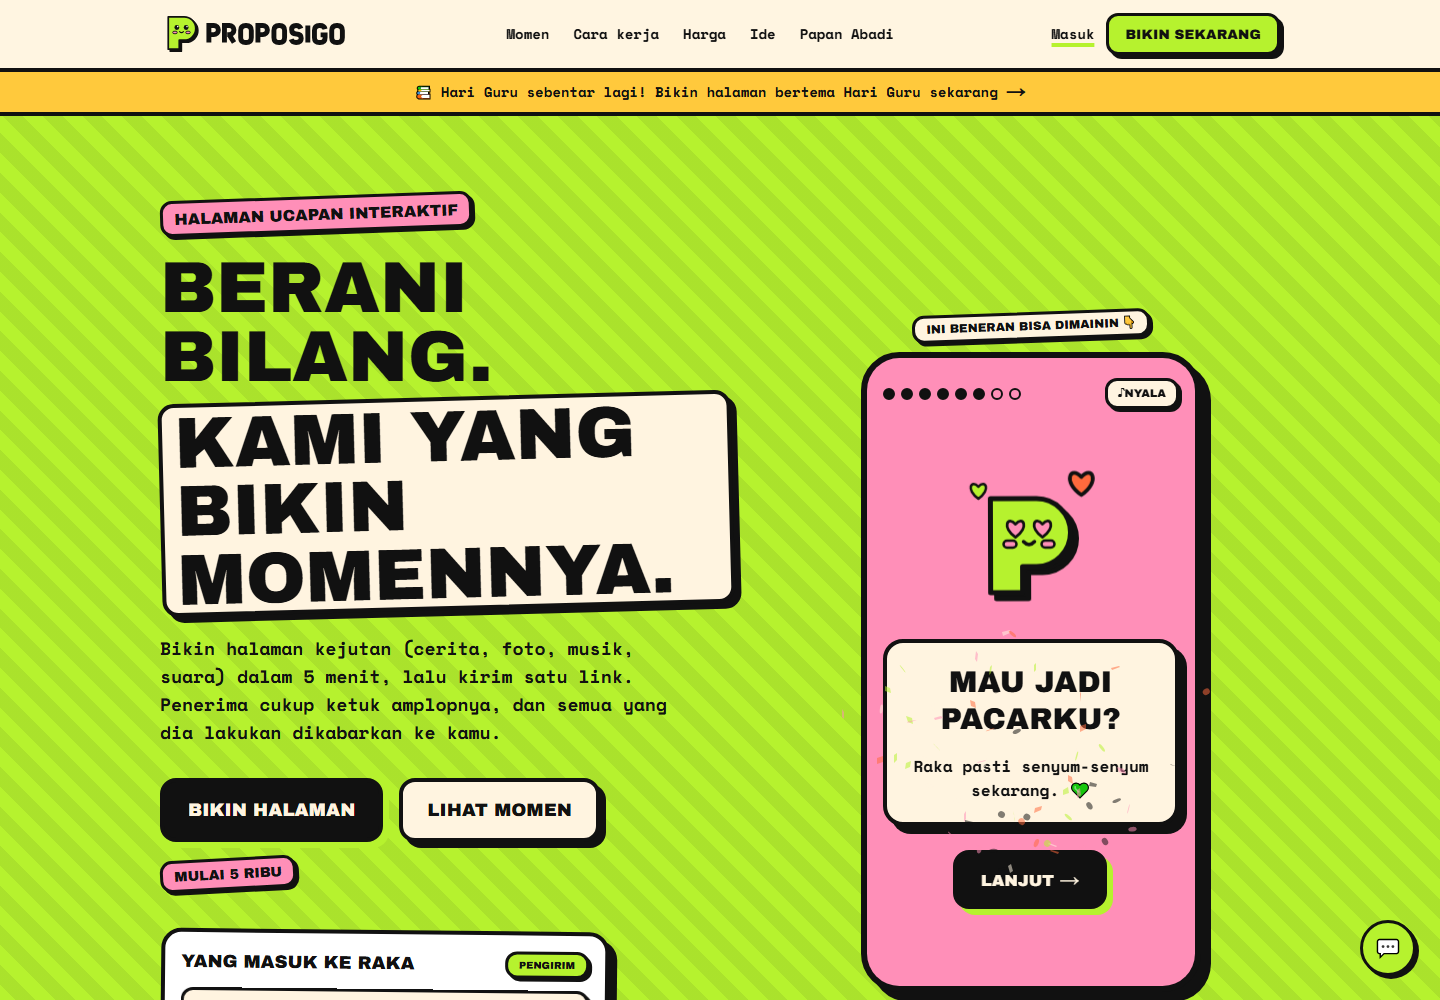 PROPOSIGO
Momen Cara kerja Harga Ide Papan Abadi
Masuk
BIKIN SEKARANG
Hari Guru sebentar lagi! Bikin halaman bertema Hari Guru sekarang →
HALAMAN UCAPAN INTERAKTIF
BERANI
BILANG.
KAMI YANG
BIKIN
MOMENNYA.
Bikin halaman kejutan (cerita, foto, musik,
suara) dalam 5 menit, lalu kirim satu link.
Penerima cukup ketuk amplopnya, dan semua yang
dia lakukan dikabarkan ke kamu.
BIKIN HALAMAN
LIHAT MOMEN
MULAI 5 RIBU
YANG MASUK KE RAKA
PENGIRIM
INI BENERAN BISA DIMAININ 👇
♪NYALA
MAU JADI
PACARKU?
Raka pasti senyum-senyum
sekarang. 💚
LANJUT →